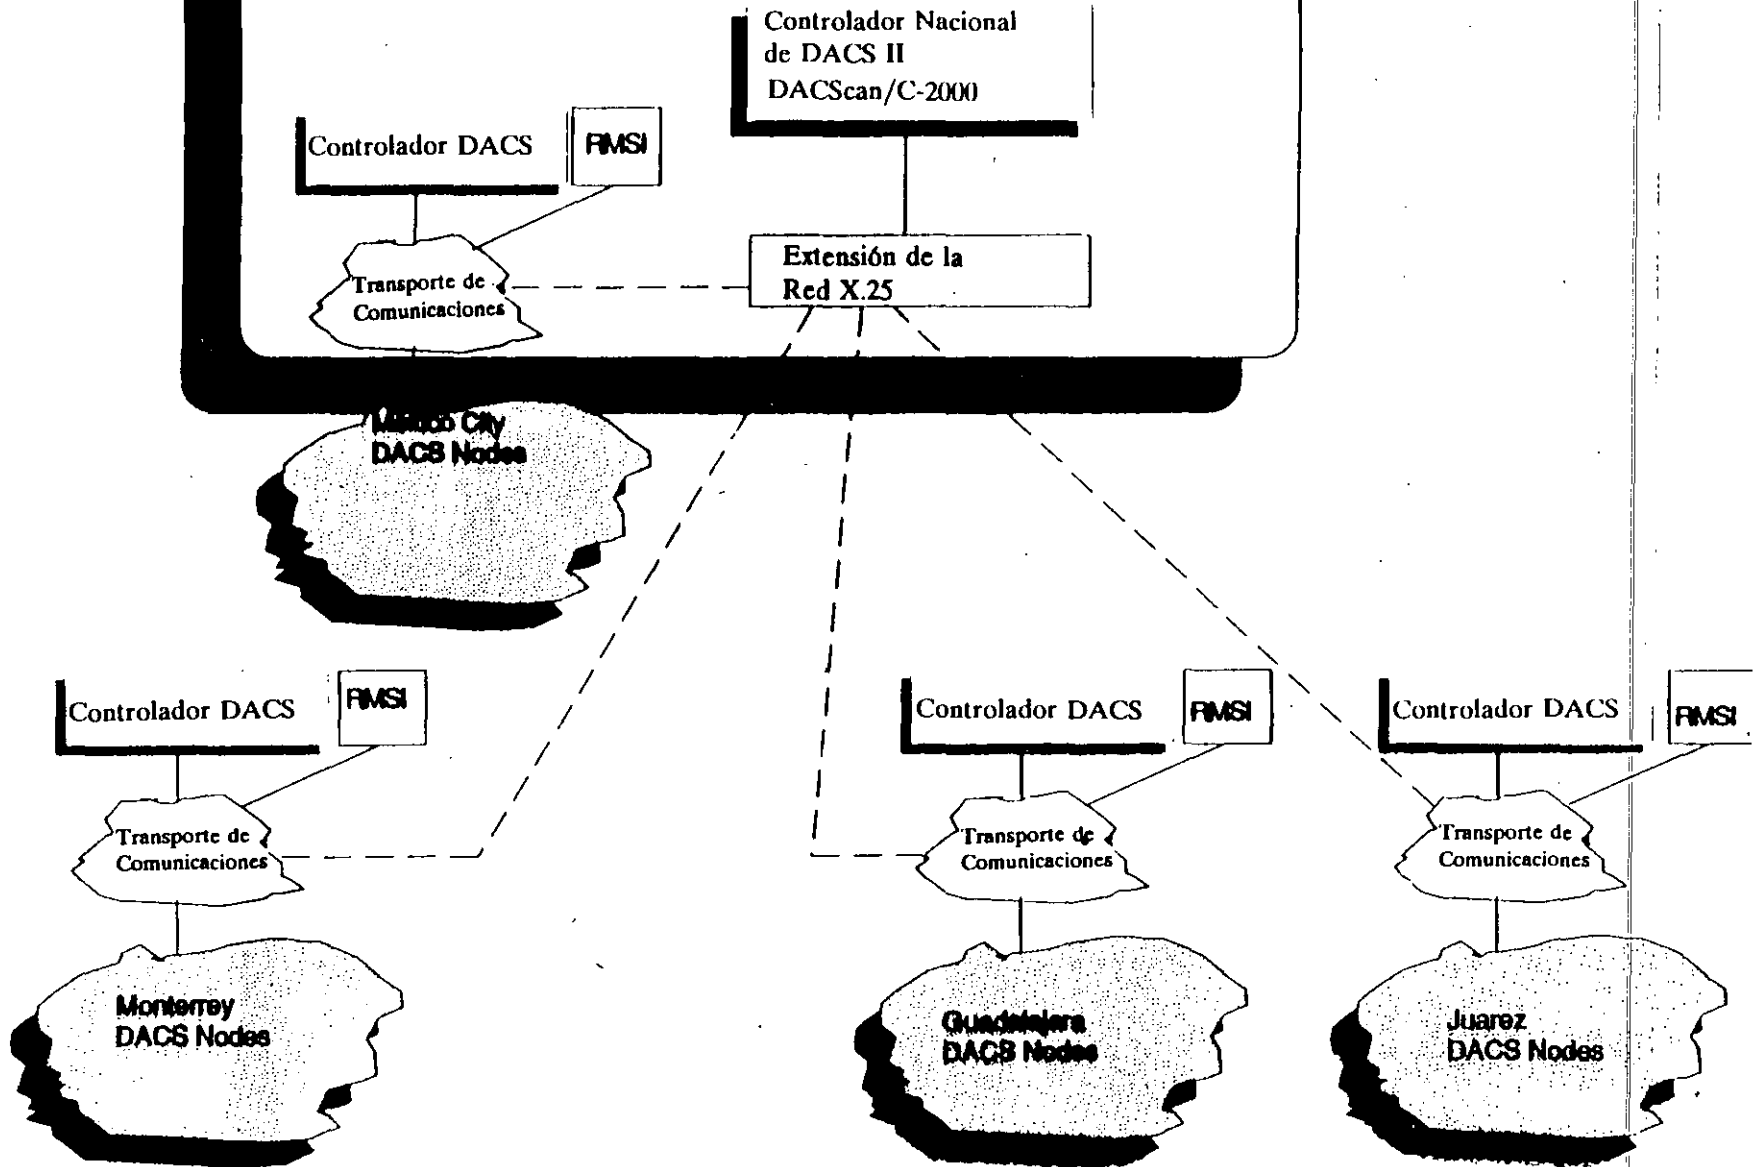 Controlador Nacional
de DACS II
DACScan/C-2000
Controlador DACS
RMSI
Extensión de la
Red X.25
Transporte de
Comunicaciones
México City
DACS Nodes
Controlador DACS
RMSI
Controlador DACS
RMSI
Controlador DACS
RMSI
Transporte de
Comunicaciones
Transporte de
Comunicaciones
Transporte de
Comunicaciones
Monterrey
DACS Nodes
Guadalajara
DACS Nodes
Juarez
DACS Nodes